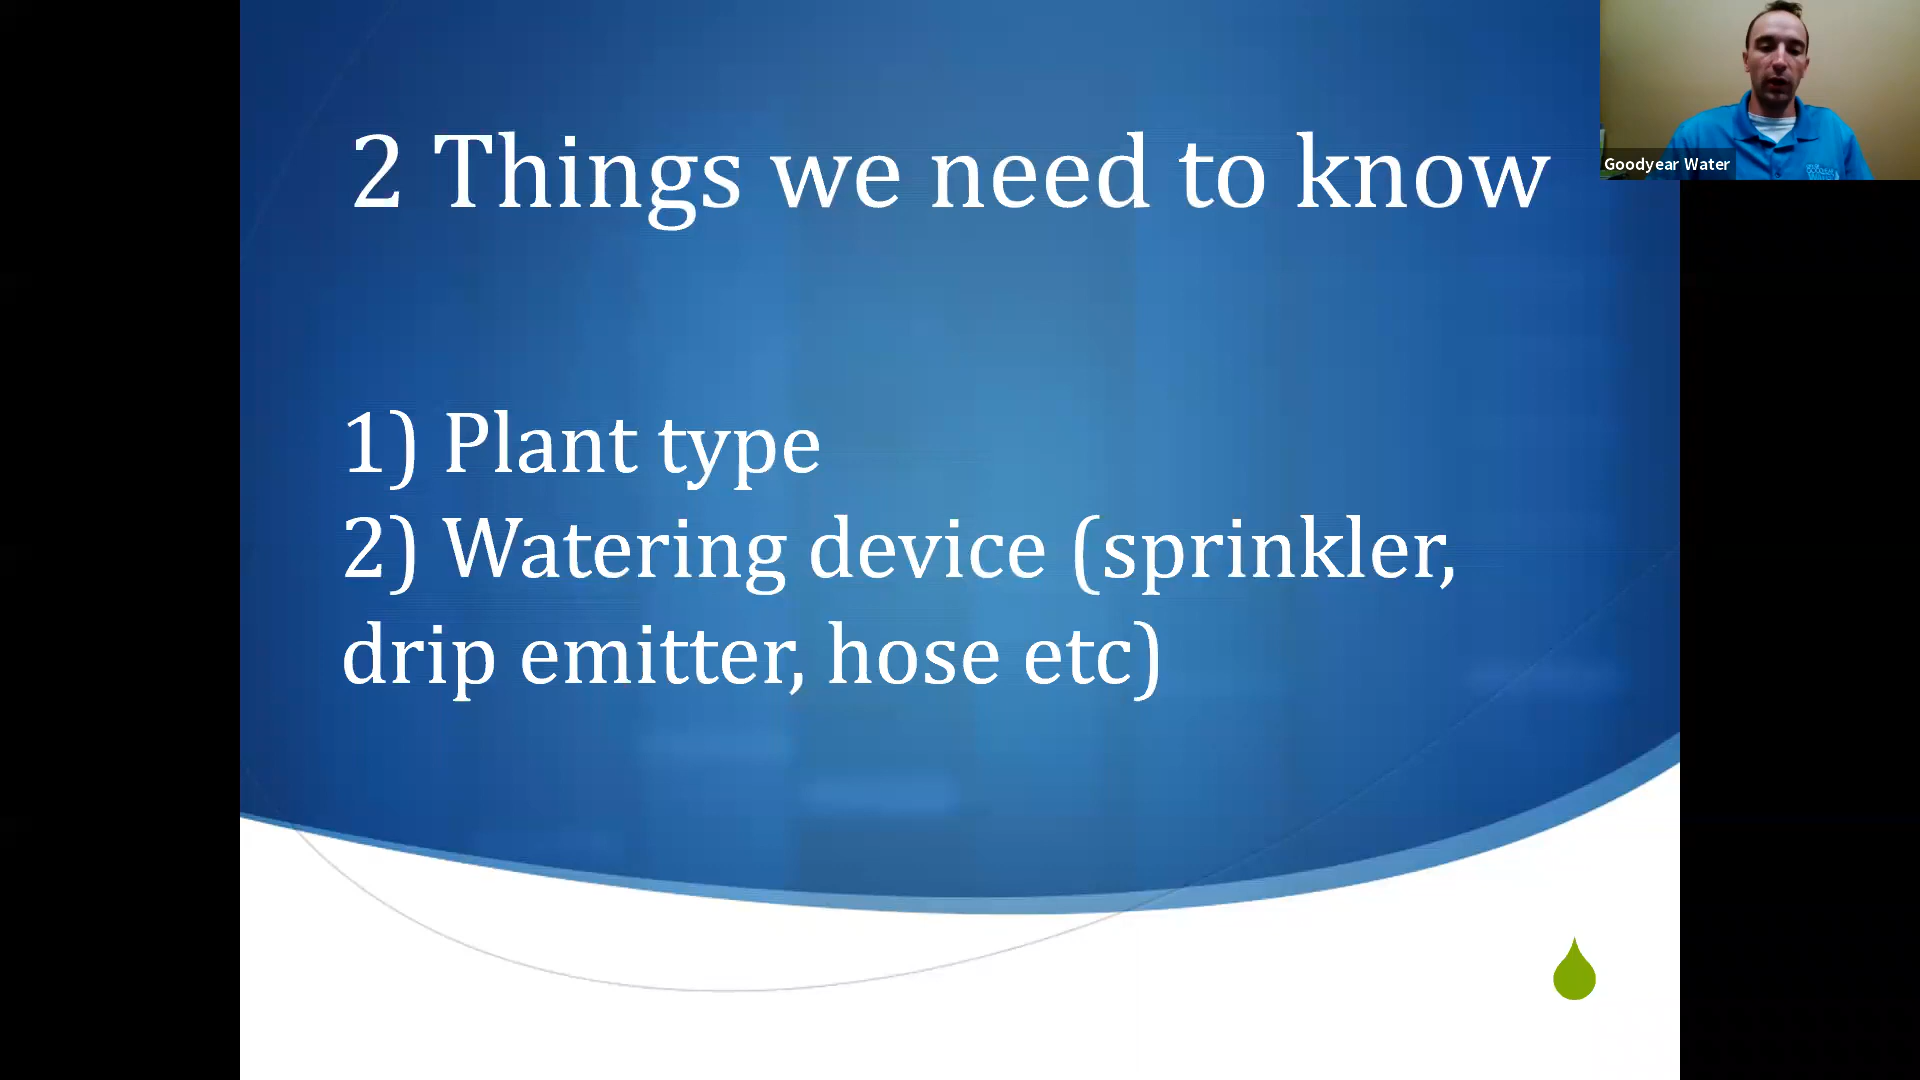 2 Things we need to know
1) Plant type
2) Watering device (sprinkler,
drip emitter, hose etc)
Goodyear Water